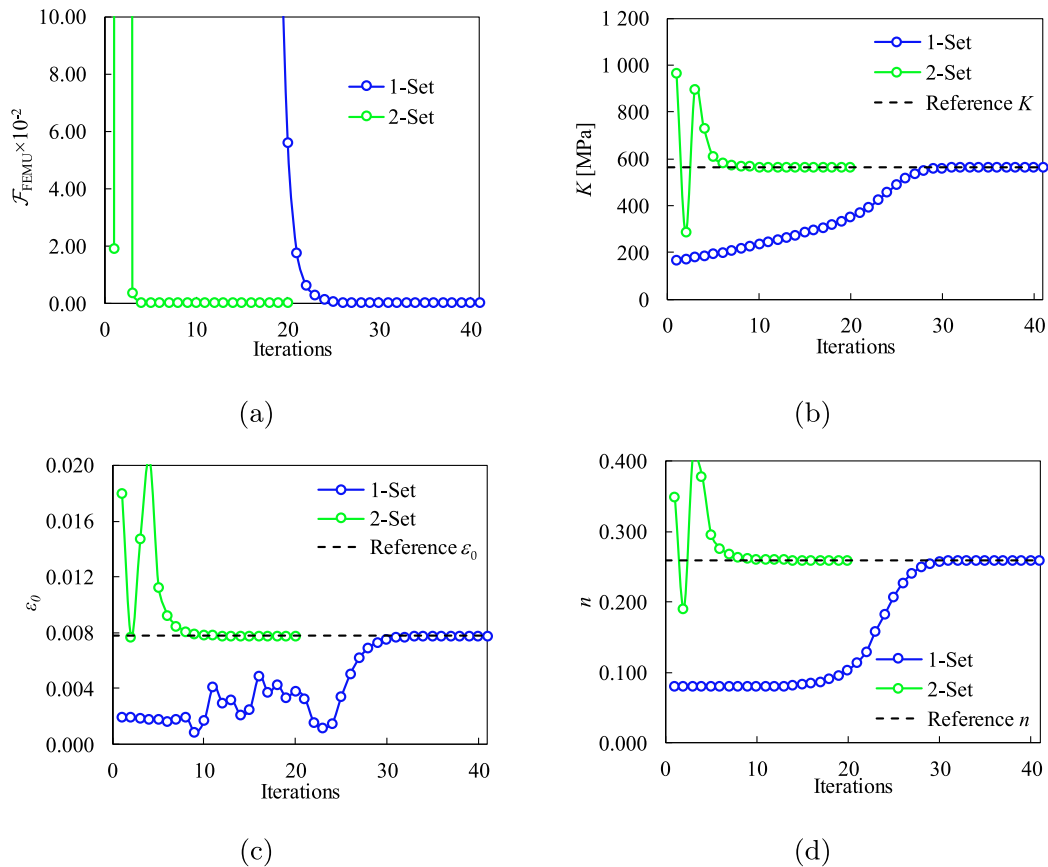 10.00
8.00
6.00
4.00
2.00
0.00
ℱFEMU×10-2
1-Set
2-Set
0 10 20 30 40
Iterations
(a)
1 200
1 000
800
600
400
200
0
K [MPa]
1-Set
2-Set
Reference K
0 10 20 30 40
Iterations
(b)
0.020
0.016
0.012
0.008
0.004
0.000
ε0
1-Set
2-Set
Reference ε0
0 10 20 30 40
Iterations
(c)
0.400
0.300
0.200
0.100
0.000
n
1-Set
2-Set
Reference n
0 10 20 30 40
Iterations
(d)